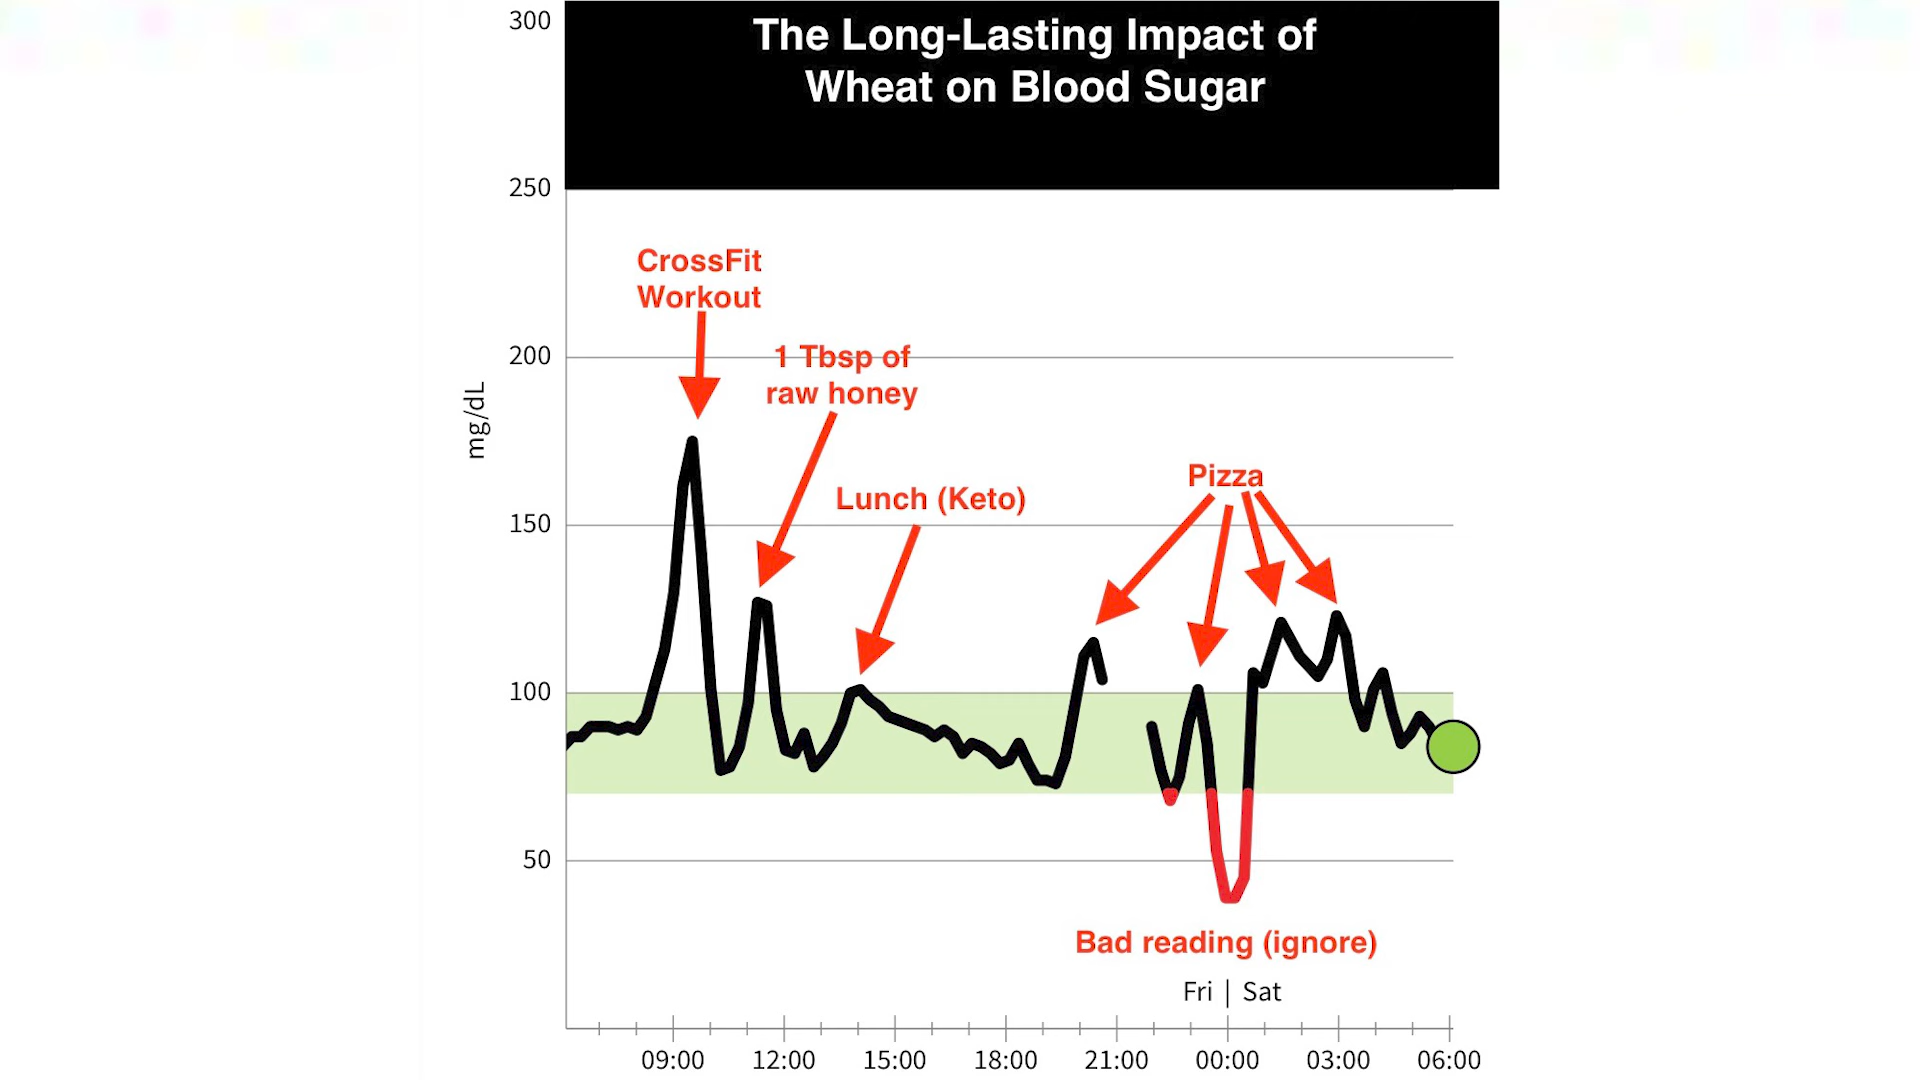 The Long-Lasting Impact of
Wheat on Blood Sugar
300
250
200
150
100
50
mg/dL
CrossFit
Workout
1 Tbsp of
raw honey
Lunch (Keto)
Pizza
Bad reading (ignore)
Fri | Sat
09:00 12:00 15:00 18:00 21:00 00:00 03:00 06:00